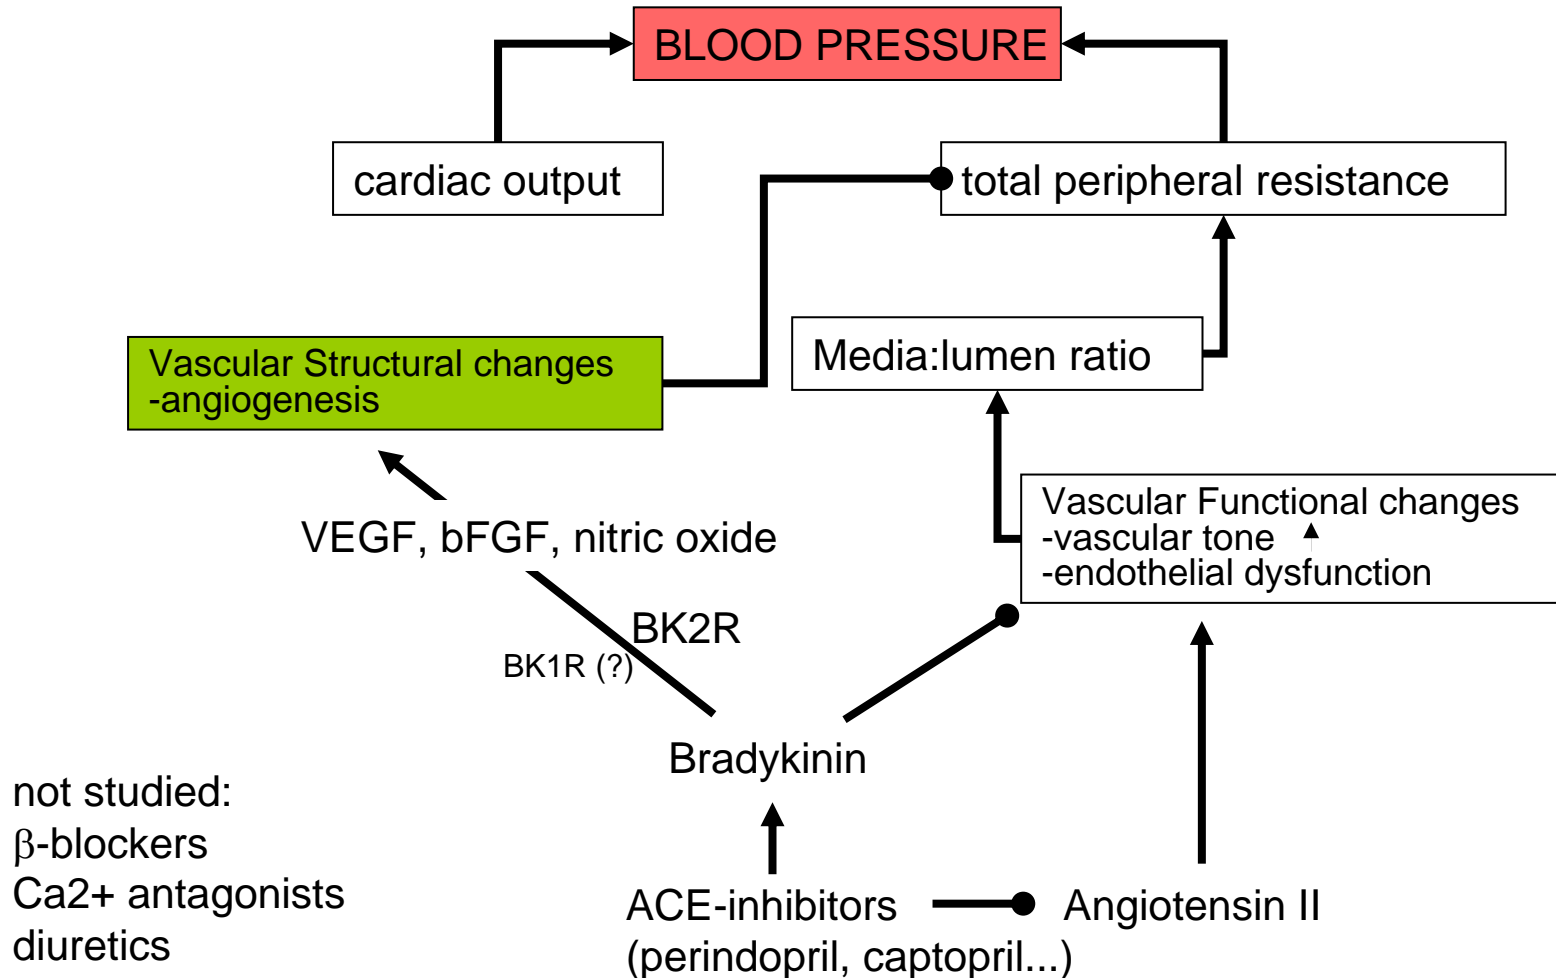 BLOOD PRESSURE
cardiac output
total peripheral resistance
Media:lumen ratio
Vascular Structural changes
-angiogenesis
Vascular Functional changes
-vascular tone
-endothelial dysfunction
VEGF, bFGF, nitric oxide
BK2R
BK1R (?)
Bradykinin
not studied:
β-blockers
Ca2+ antagonists
diuretics
ACE-inhibitors
(perindopril, captopril...)
Angiotensin II